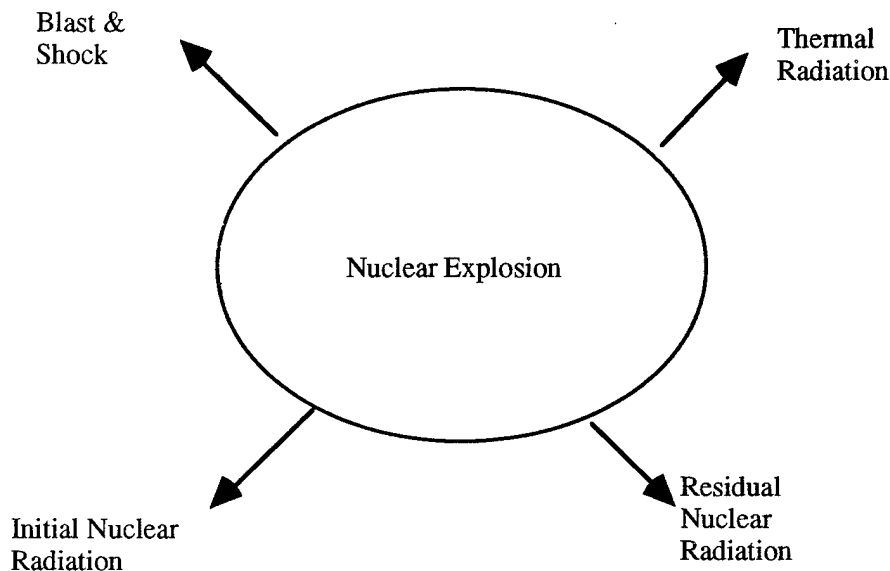 Blast &
Shock
Thermal
Radiation
Nuclear Explosion
Initial Nuclear
Radiation
Residual
Nuclear
Radiation